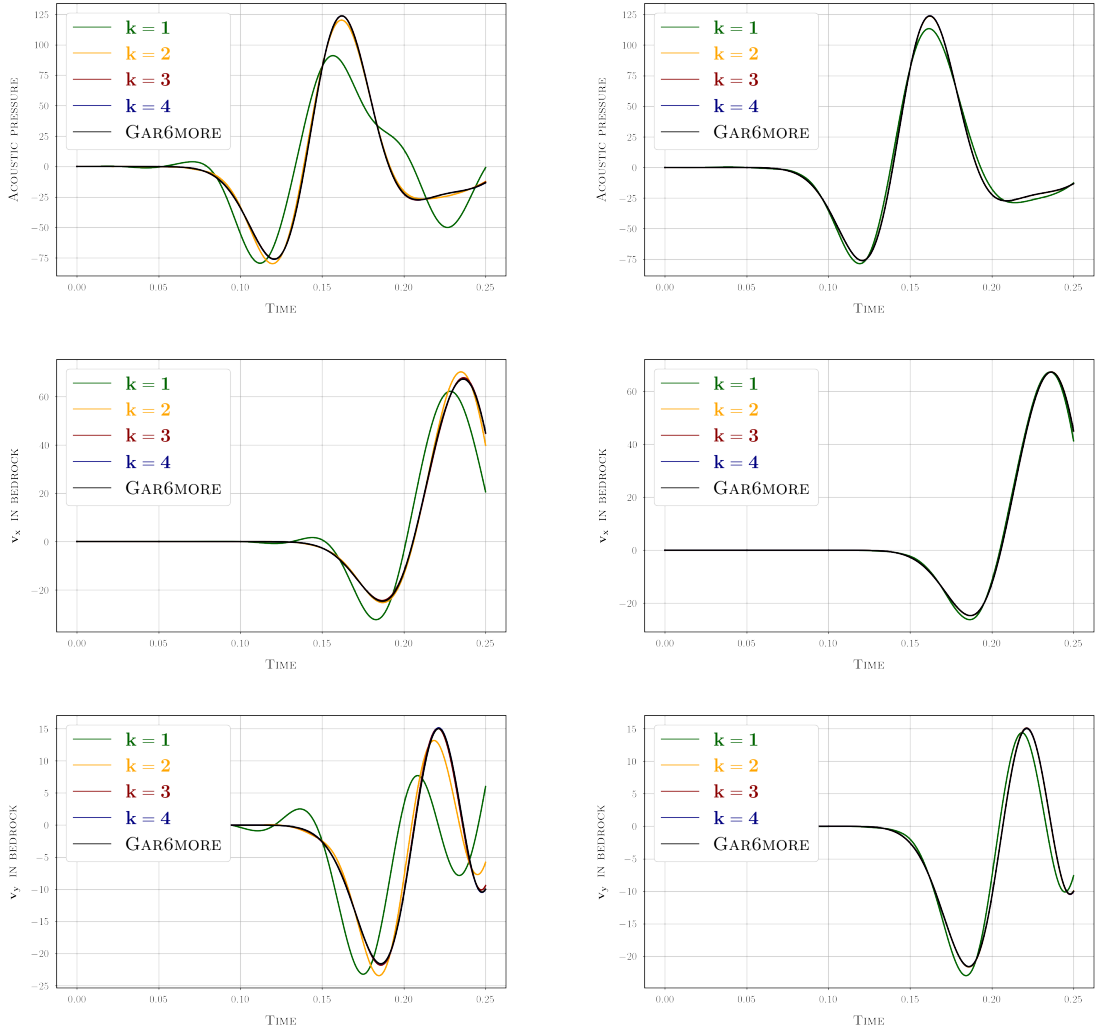 125
100
75
50
25
0
−25
−50
−75
ACOUSTIC PRESSURE
k = 1
k = 2
k = 3
k = 4
GAR6MORE
0.00 0.05 0.10 0.15 0.20 0.25
TIME
125
100
75
50
25
0
−25
−50
−75
ACOUSTIC PRESSURE
k = 1
k = 2
k = 3
k = 4
GAR6MORE
0.00 0.05 0.10 0.15 0.20 0.25
TIME
60
40
20
0
−20
vx IN BEDROCK
k = 1
k = 2
k = 3
k = 4
GAR6MORE
0.00 0.05 0.10 0.15 0.20 0.25
TIME
60
40
20
0
−20
vx IN BEDROCK
k = 1
k = 2
k = 3
k = 4
GAR6MORE
0.00 0.05 0.10 0.15 0.20 0.25
TIME
15
10
5
0
−5
−10
−15
−20
−25
vy IN BEDROCK
k = 1
k = 2
k = 3
k = 4
GAR6MORE
0.00 0.05 0.10 0.15 0.20 0.25
TIME
15
10
5
0
−5
−10
−15
−20
vy IN BEDROCK
k = 1
k = 2
k = 3
k = 4
GAR6MORE
0.00 0.05 0.10 0.15 0.20 0.25
TIME